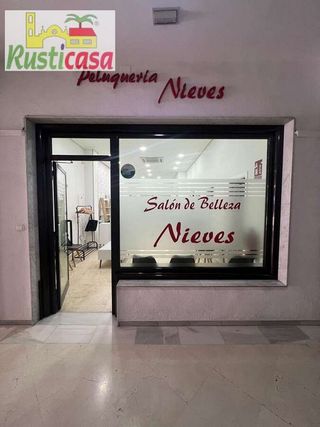 Rusticasa
Peluquería
Nieves
Salón de Belleza
Nieves